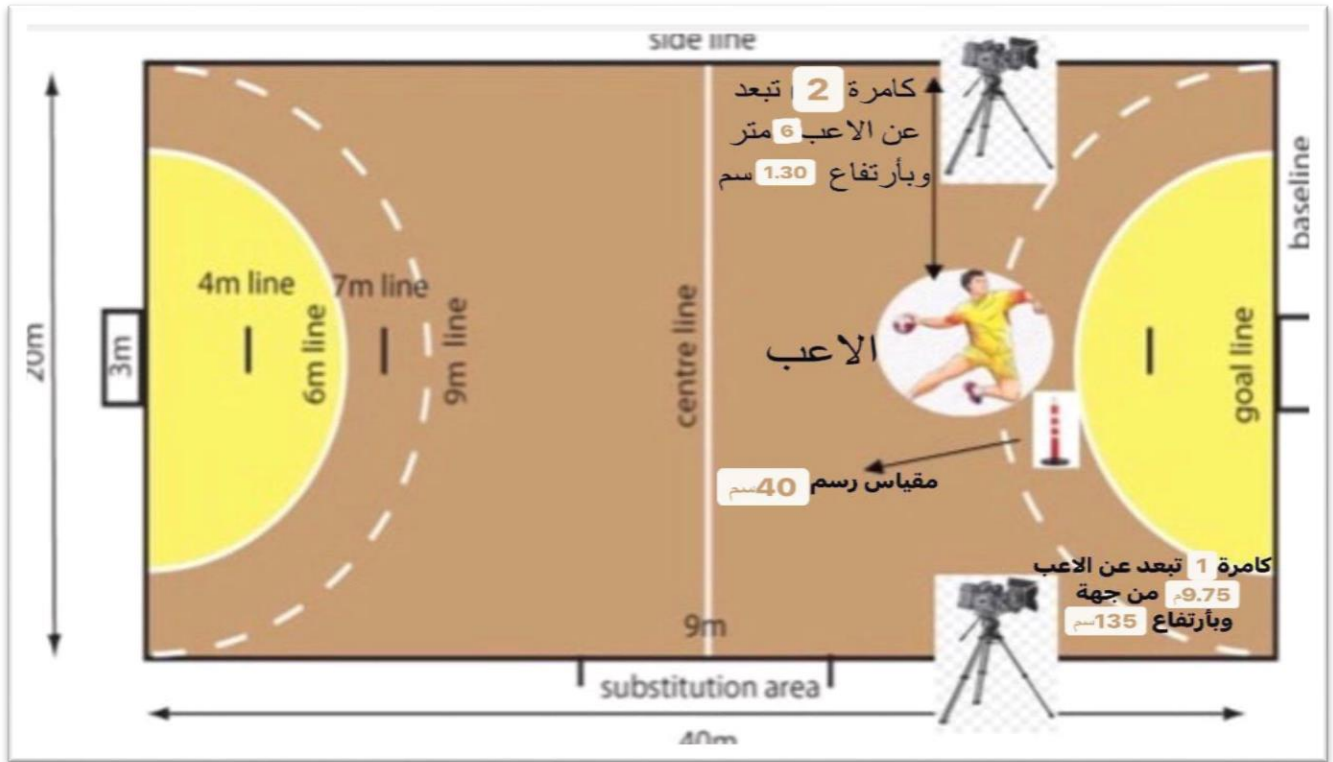 side line
كامرة 2 تبعد
عن الاعب 6 متر
وبأرتفاع 1.30 سم
baseline
4m line
7m line
20m
3m
6m line
9m line
centre line
الاعب
goal line
مقياس رسم 40سم
كامرة 1 تبعد عن الاعب
9.75م من جهة
وبأرتفاع 135سم
9m
substitution area
40m